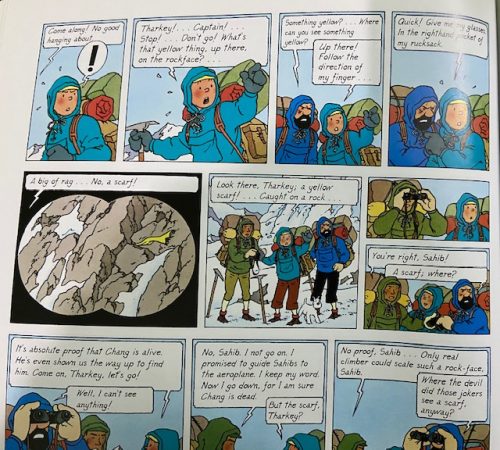 Come along! No good
hanging about...
!
Tharkey! . . . Captain! . . .
Stop! . . . Don't go! What's
that yellow thing, up there,
on the rockface? . . .
Something yellow? . . . Where
can you see something
yellow?
Up there!
Follow the
direction of
my finger . . .
Quick! Give me my glasses.
In the righthand pocket of
my rucksack.
A big of rag . . . No, a scarf!
Look there, Tharkey; a yellow
scarf! . . . Caught on a rock . . .
You're right, Sahib!
A scarf; where?
It's absolute proof that Chang is alive.
He's even shown us the way up to find
him. Come on, Tharkey, let's go!
Well, I can't see
anything!
No, Sahib. I not go on. I
promised to guide Sahibs to
the aeroplane. I keep my word.
Now I go down, for I am sure
Chang is dead.
But the scarf,
Tharkey?
No proof, Sahib . . . Only real
climber could scale such a rock-face,
Sahib.
Where the devil
did those jokers
see a scarf,
anyway?